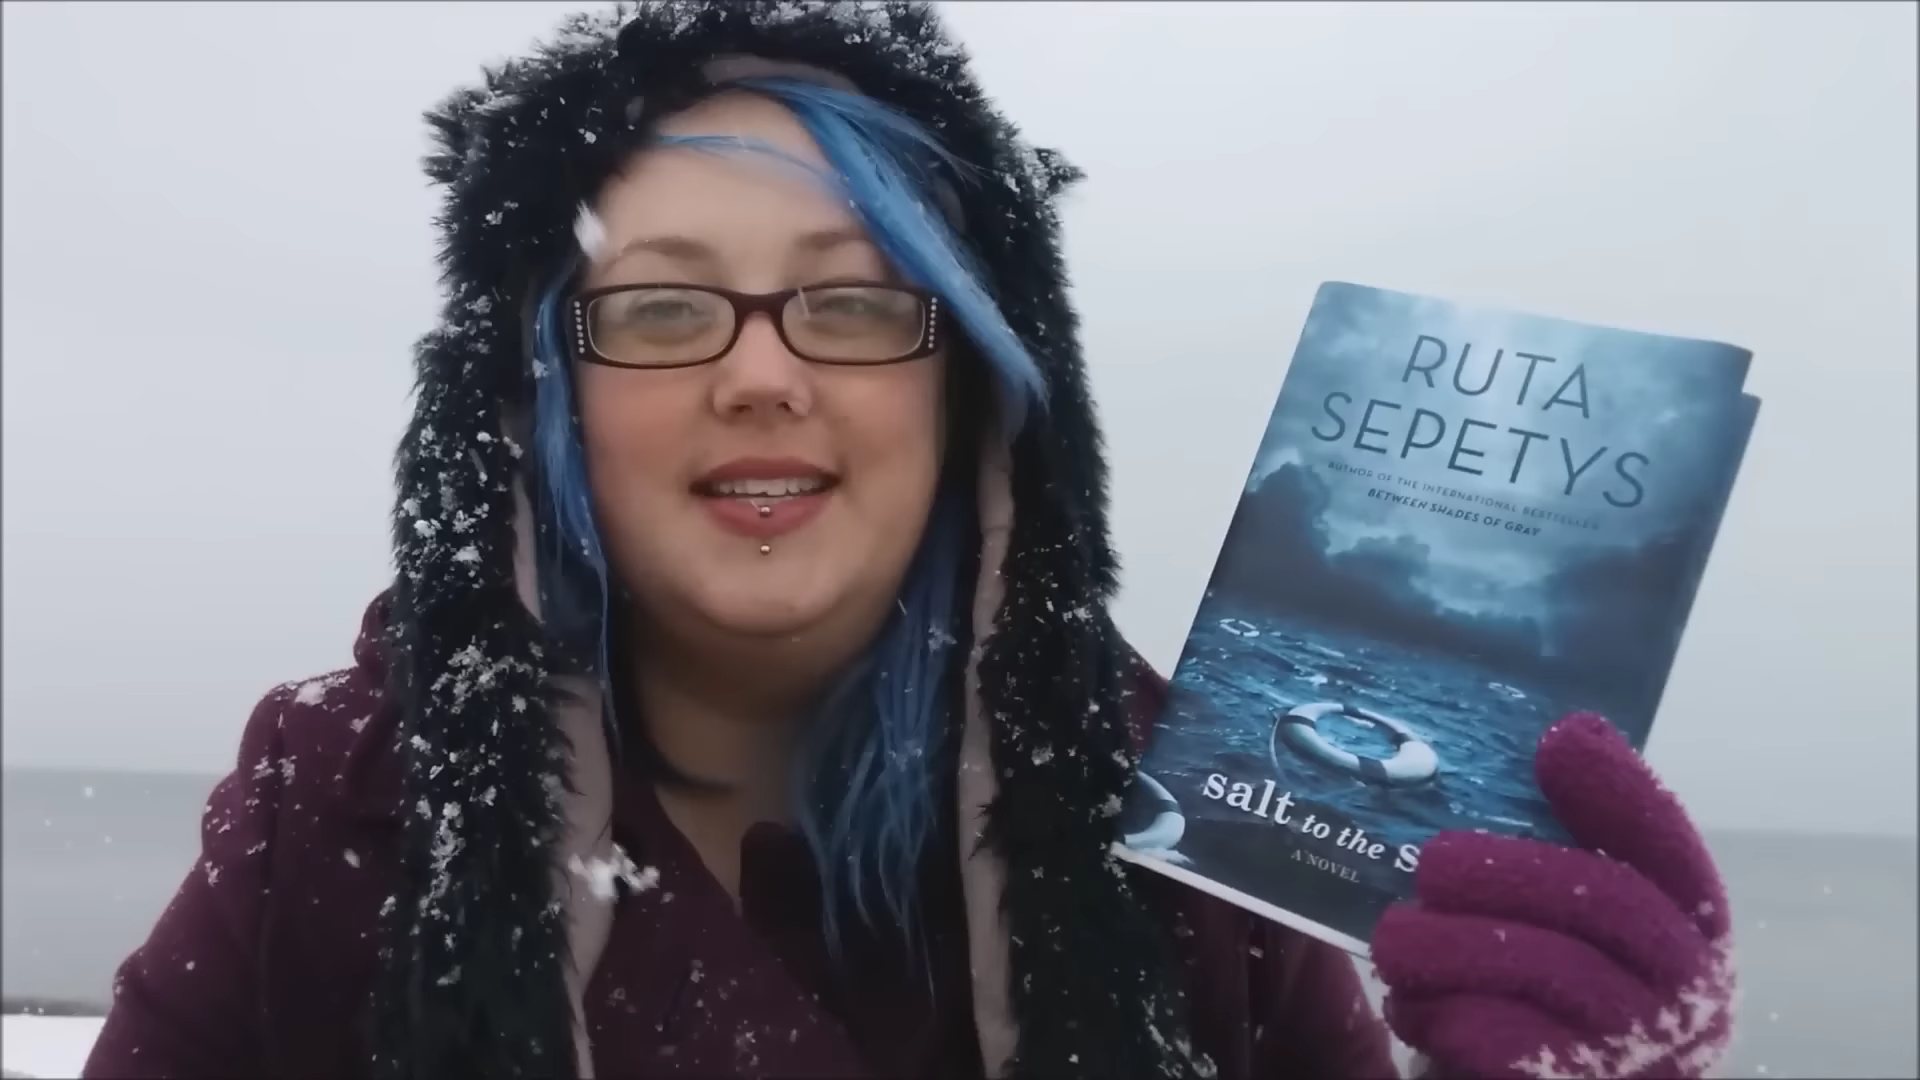 RUTA
SEPETYS
AUTHOR OF THE INTERNATIONAL BESTSELLER
BETWEEN SHADES OF GRAY
salt to the s
A NOVEL